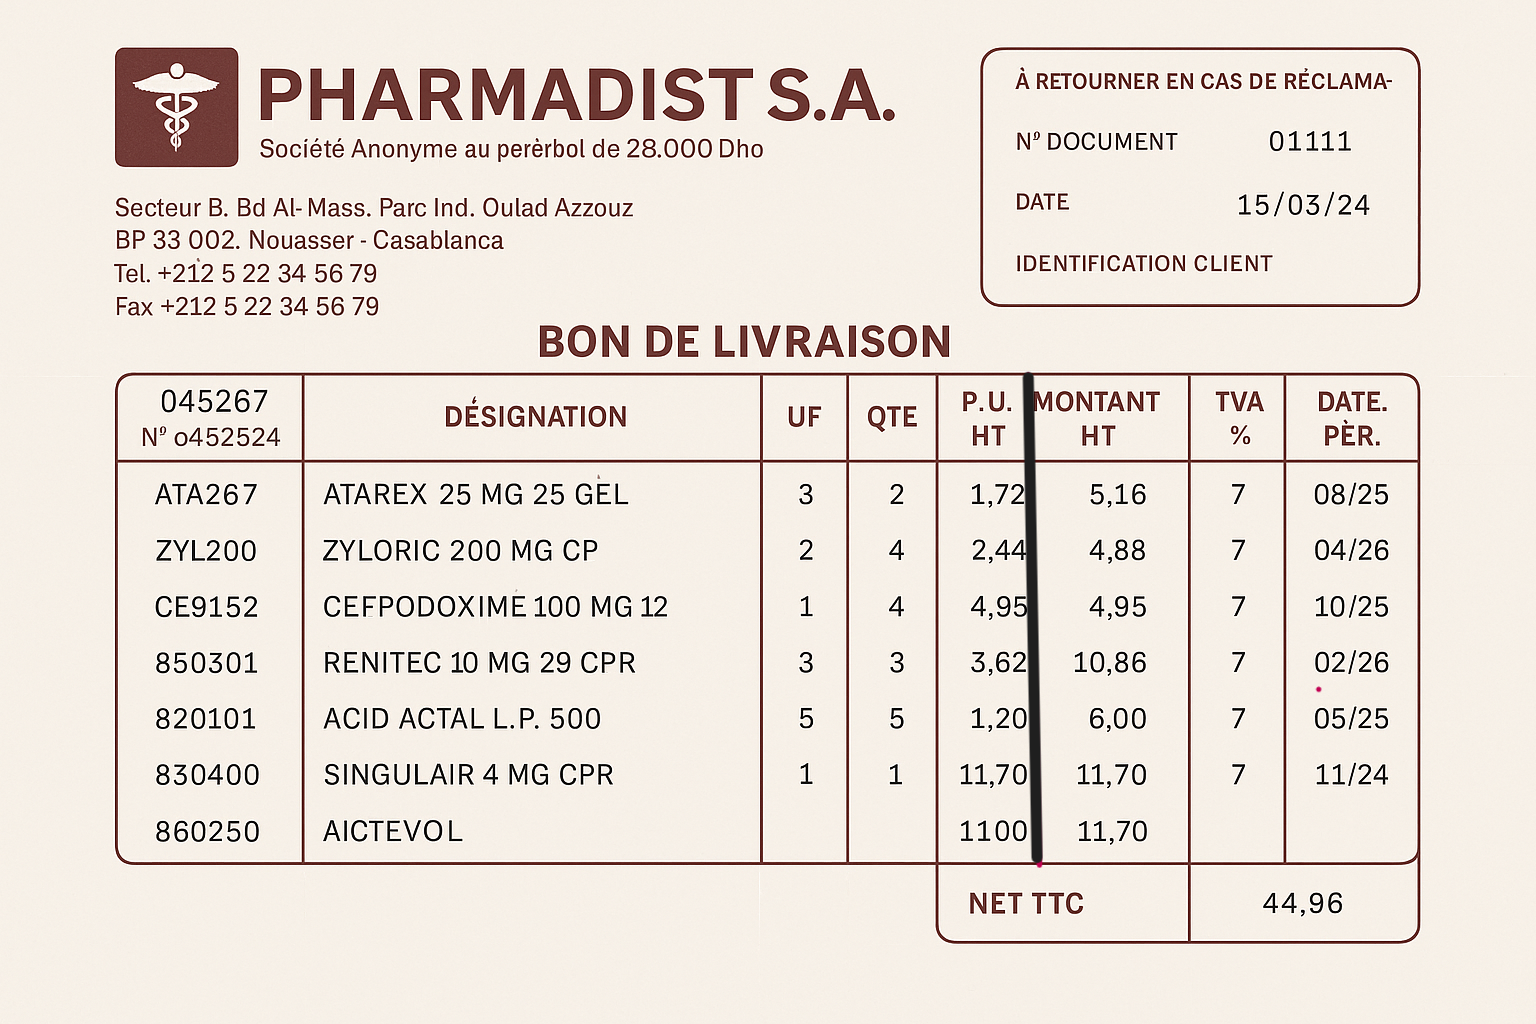 PHARMADIST S.A.
Société Anonyme au perèrbol de 28.000 Dho
Secteur B. Bd Al-Mass. Parc Ind. Oulad Azzouz
BP 33 002. Nouasser - Casablanca
Tel. +212 5 22 34 56 79
Fax +212 5 22 34 56 79
À RETOURNER EN CAS DE RÉCLAMA-
Nº DOCUMENT 01111
DATE 15/03/24
IDENTIFICATION CLIENT
BON DE LIVRAISON
045267
Nº o452524
DÉSIGNATION
UF
QTE
P.U.
HT
MONTANT
HT
TVA
%
DATE.
PÈR.
ATA267 ATAREX 25 MG 25 GEL 3 2 1,72 5,16 7 08/25
ZYL200 ZYLORIC 200 MG CP 2 4 2,44 4,88 7 04/26
CE9152 CEFPODOXIME 100 MG 12 1 4 4,95 4,95 7 10/25
850301 RENITEC 10 MG 29 CPR 3 3 3,62 10,86 7 02/26
820101 ACID ACTAL L.P. 500 5 5 1,20 6,00 7 05/25
830400 SINGULAIR 4 MG CPR 1 1 11,70 11,70 7 11/24
860250 AICTEVOL 1100 11,70
NET TTC 44,96